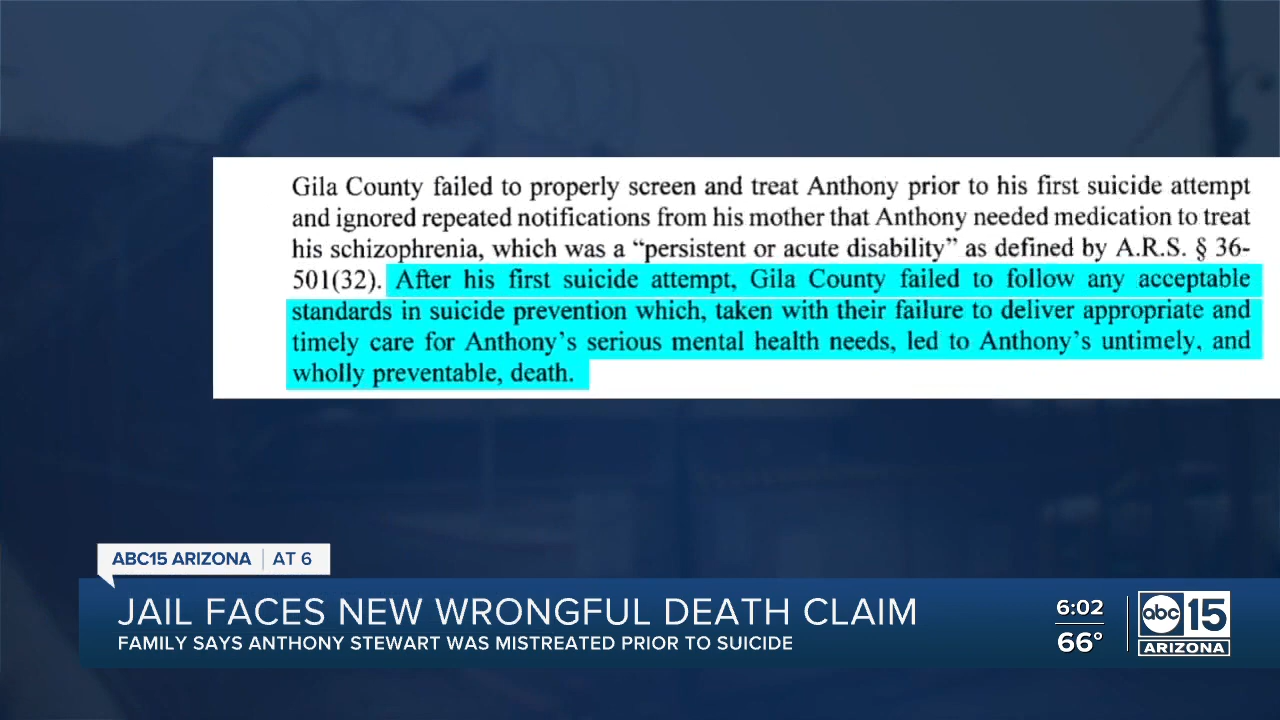 Gila County failed to properly screen and treat Anthony prior to his first suicide attempt
and ignored repeated notifications from his mother that Anthony needed medication to treat
his schizophrenia, which was a “persistent or acute disability” as defined by A.R.S. § 36-
501(32). After his first suicide attempt, Gila County failed to follow any acceptable
standards in suicide prevention which, taken with their failure to deliver appropriate and
timely care for Anthony’s serious mental health needs, led to Anthony’s untimely, and
wholly preventable, death.
ABC15 ARIZONA | AT 6
JAIL FACES NEW WRONGFUL DEATH CLAIM
FAMILY SAYS ANTHONY STEWART WAS MISTREATED PRIOR TO SUICIDE
6:02
66°
abc 15
ARIZONA